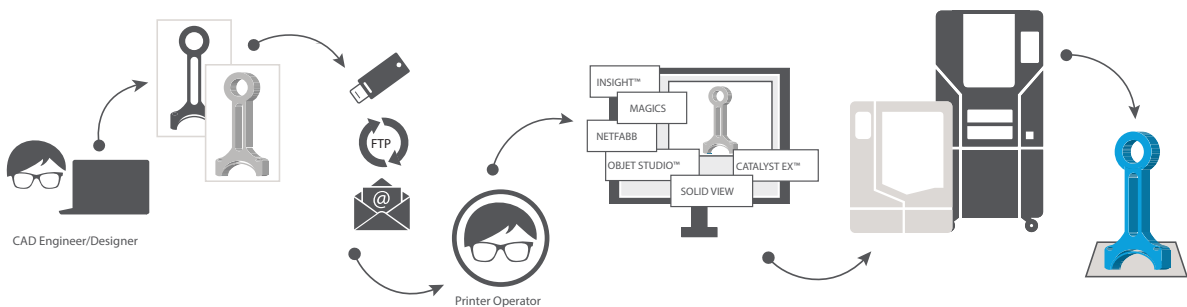 CAD Engineer/Designer
FTP
@
Printer Operator
INSIGHT™
MAGICS
NETFABB
OBJET STUDIO™
CATALYST EX™
SOLID VIEW